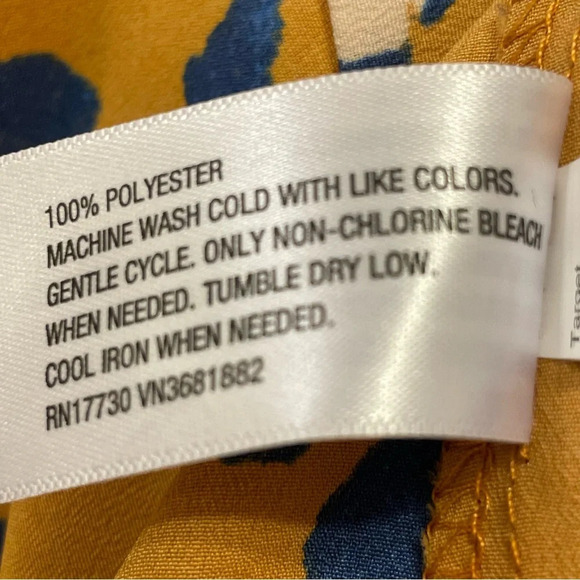 100% POLYESTER
MACHINE WASH COLD WITH LIKE COLORS.
GENTLE CYCLE. ONLY NON-CHLORINE BLEACH
WHEN NEEDED. TUMBLE DRY LOW.
COOL IRON WHEN NEEDED.
RN17730 VN3681882
Target